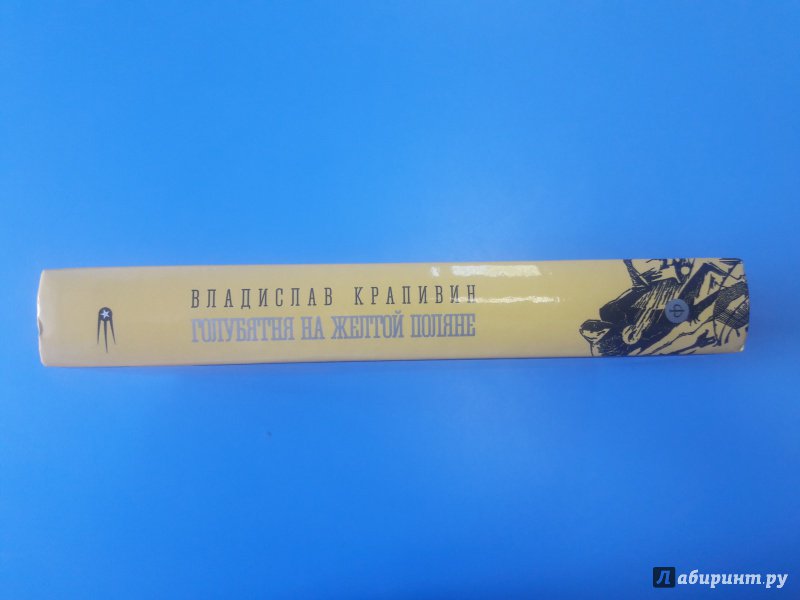 ВЛАДИСЛАВ КРАПИВИН
ГОЛУБЯТНЯ НА ЖЕЛТОЙ ПОЛЯНЕ
Ф
Лабиринт.ру